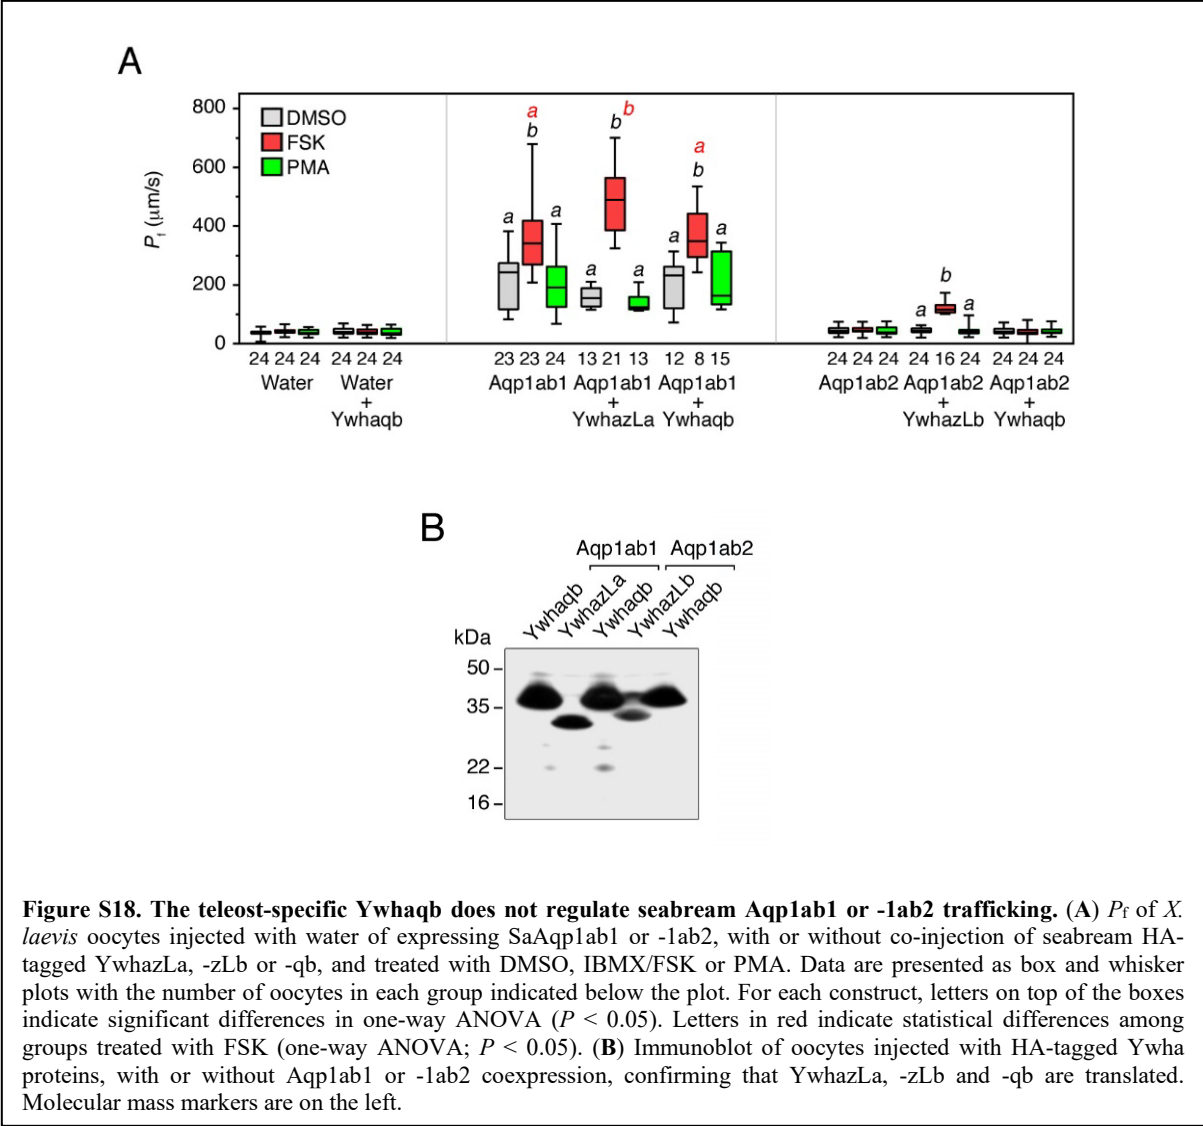 A
800
600
400
200
0
Pf (μm/s)
DMSO
FSK
PMA
a
b
a
a
b
a
b
a
b
a
a
a
b
a
a
b
a
24 24 24 24 24 24 23 23 24 13 21 13 12 8 15 24 24 24 24 16 24 24 24 24
Water Water Aqp1ab1 Aqp1ab1 Aqp1ab1 Aqp1ab2 Aqp1ab2 Aqp1ab2
+ + + + +
Ywhaqb YwhazLa Ywhaqb YwhazLb Ywhaqb
B
Aqp1ab1 Aqp1ab2
Ywhaqb YwhazLa Ywhaqb YwhazLb Ywhaqb
kDa
50
35
22
16
Figure S18. The teleost-specific Ywhaqb does not regulate seabream Aqp1ab1 or -1ab2 trafficking. (A) Pf of X.
laevis oocytes injected with water of expressing SaAqp1ab1 or -1ab2, with or without co-injection of seabream HA-
tagged YwhazLa, -zLb or -qb, and treated with DMSO, IBMX/FSK or PMA. Data are presented as box and whisker
plots with the number of oocytes in each group indicated below the plot. For each construct, letters on top of the boxes
indicate significant differences in one-way ANOVA (P < 0.05). Letters in red indicate statistical differences among
groups treated with FSK (one-way ANOVA; P < 0.05). (B) Immunoblot of oocytes injected with HA-tagged Ywha
proteins, with or without Aqp1ab1 or -1ab2 coexpression, confirming that YwhazLa, -zLb and -qb are translated.
Molecular mass markers are on the left.